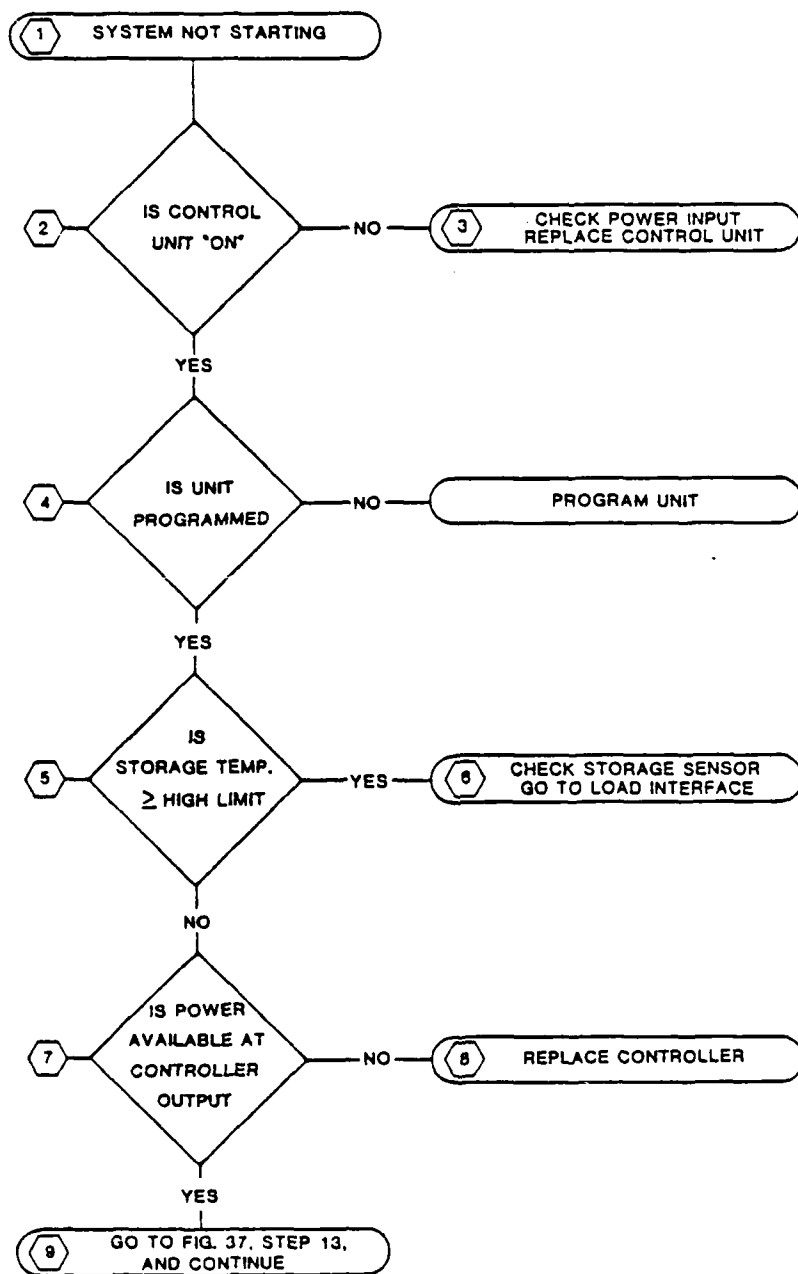 1 SYSTEM NOT STARTING
2
IS CONTROL
UNIT "ON"
NO
3 CHECK POWER INPUT
REPLACE CONTROL UNIT
YES
4
IS UNIT
PROGRAMMED
NO
PROGRAM UNIT
YES
5
IS
STORAGE TEMP.
≥ HIGH LIMIT
YES
6 CHECK STORAGE SENSOR
GO TO LOAD INTERFACE
NO
7
IS POWER
AVAILABLE AT
CONTROLLER
OUTPUT
NO
8 REPLACE CONTROLLER
YES
9 GO TO FIG. 37, STEP 13,
AND CONTINUE